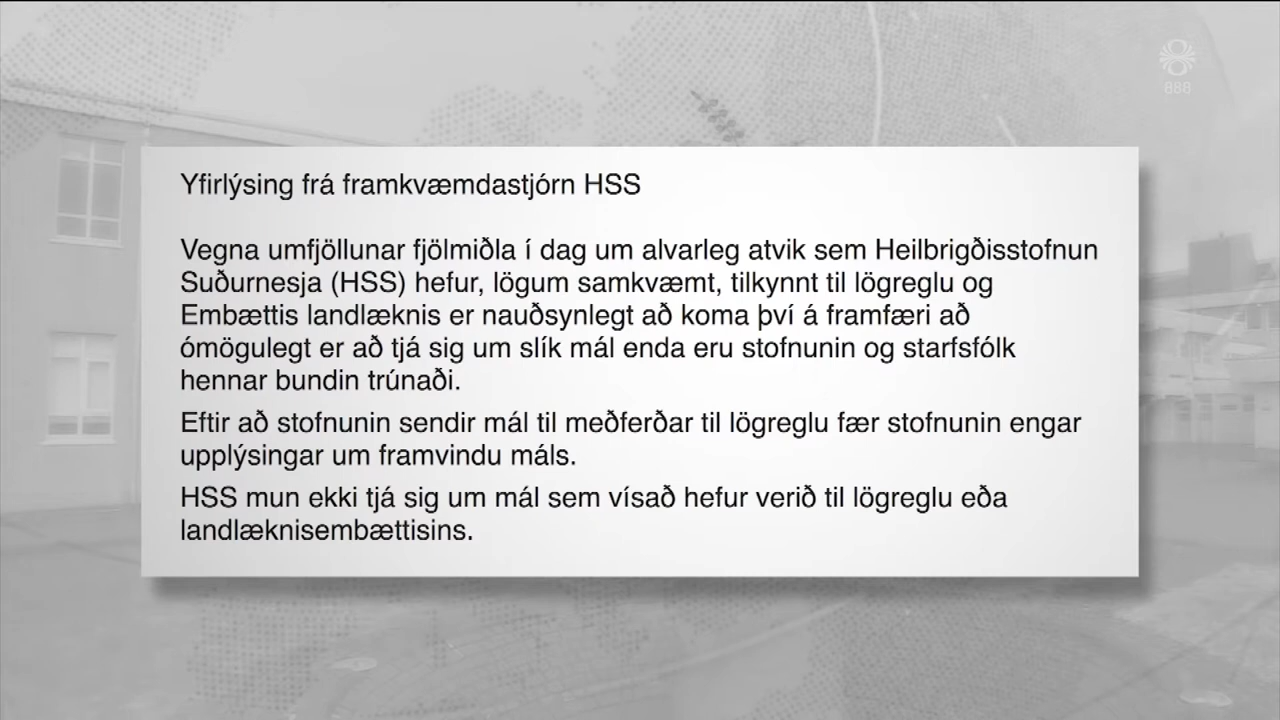 888
Yfirlýsing frá framkvæmdastjórn HSS
Vegna umfjöllunar fjölmiðla í dag um alvarleg atvik sem Heilbrigðisstofnun
Suðurnesja (HSS) hefur, lögum samkvæmt, tilkynnt til lögreglu og
Embættis landlæknis er nauðsynlegt að koma því á framfæri að
ómögulegt er að tjá sig um slík mál enda eru stofnunin og starfsfólk
hennar bundin trúnaði.
Eftir að stofnunin sendir mál til meðferðar til lögreglu fær stofnunin engar
upplýsingar um framvindu máls.
HSS mun ekki tjá sig um mál sem vísað hefur verið til lögreglu eða
landlæknisembættisins.